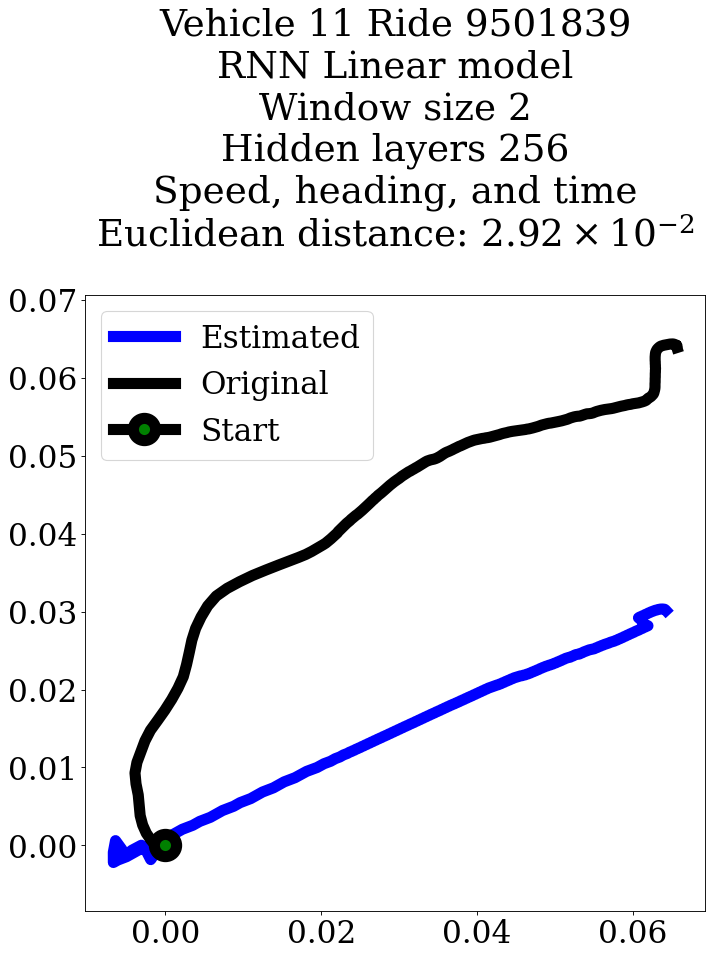 Vehicle 11 Ride 9501839
RNN Linear model
Window size 2
Hidden layers 256
Speed, heading, and time
Euclidean distance: 2.92 × 10⁻²
0.07
0.06
0.05
0.04
0.03
0.02
0.01
0.00
Estimated
Original
Start
0.00 0.02 0.04 0.06